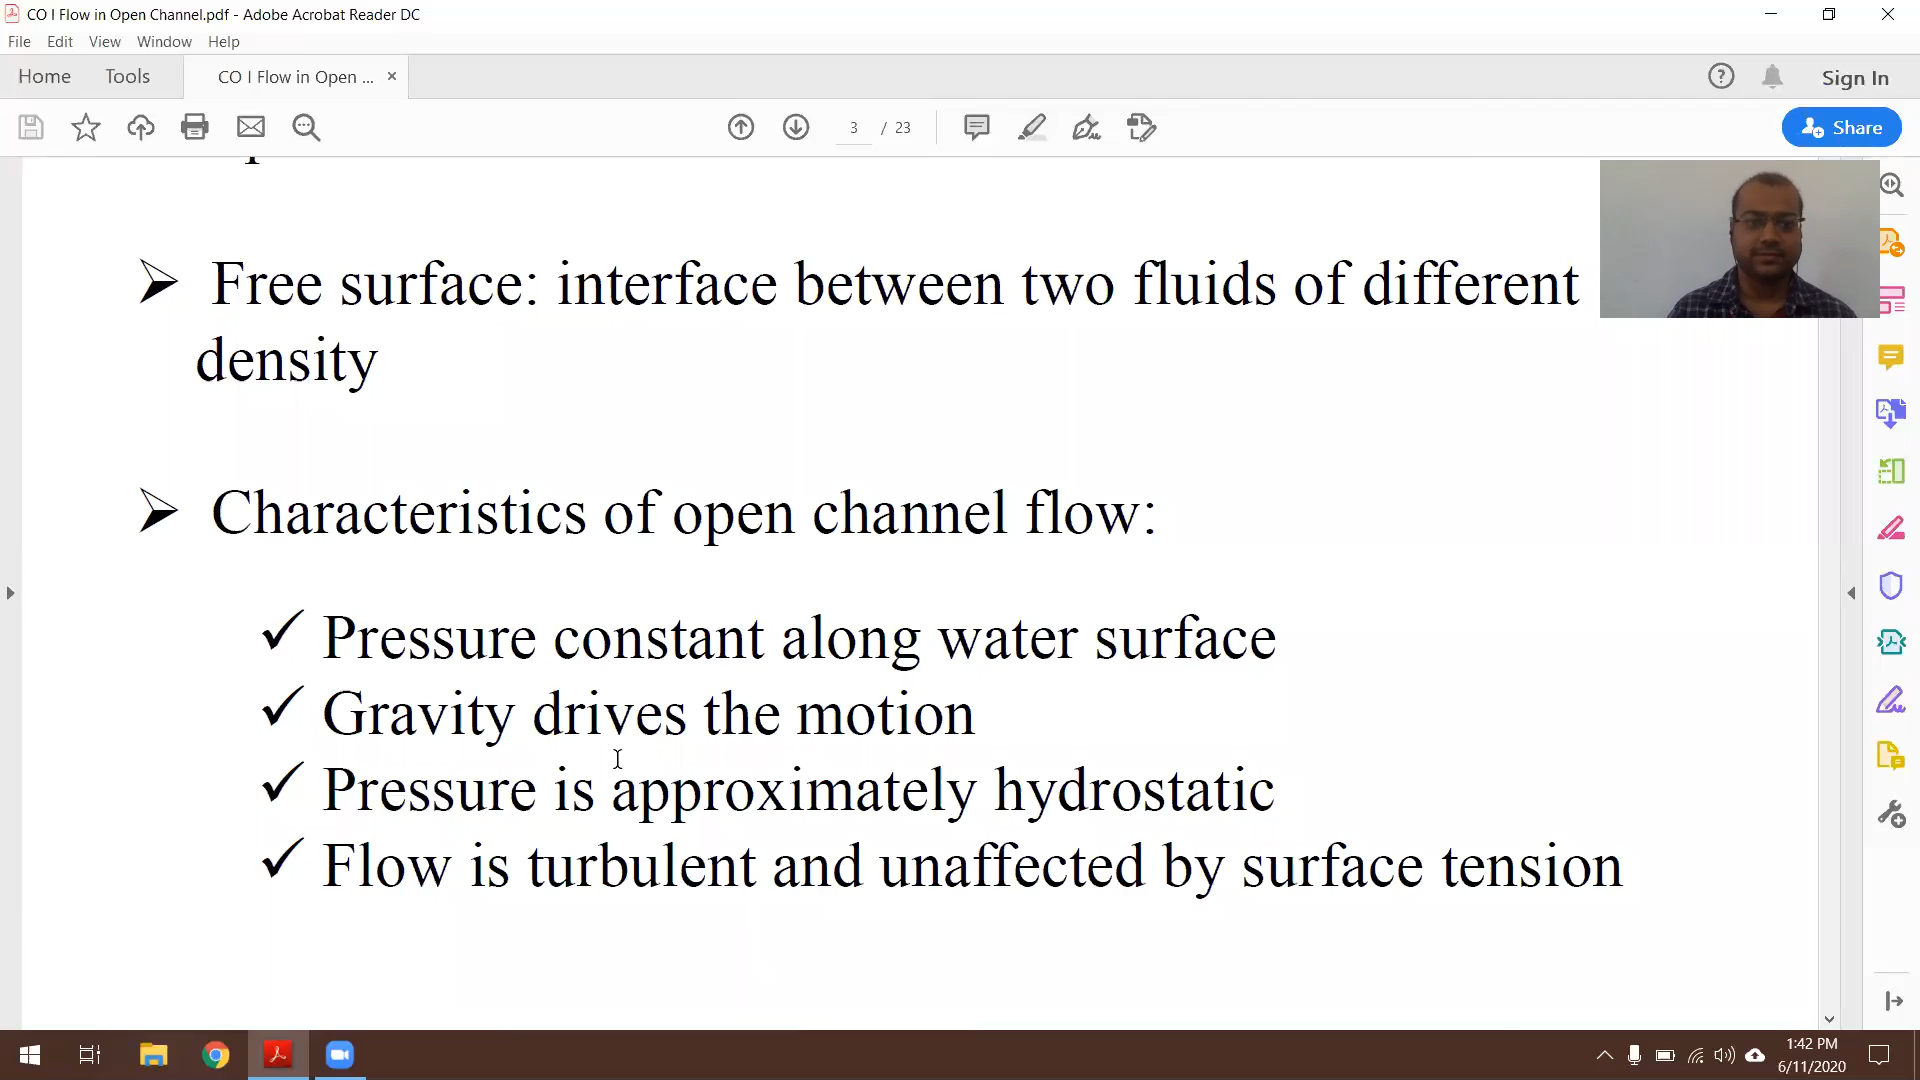 CO I Flow in Open Channel.pdf - Adobe Acrobat Reader DC
File Edit View Window Help
Home Tools CO I Flow in Open ... Sign In
3 / 23 Share
Free surface: interface between two fluids of different
density
Characteristics of open channel flow:
Pressure constant along water surface
Gravity drives the motion
Pressure is approximately hydrostatic
Flow is turbulent and unaffected by surface tension
1:42 PM
6/11/2020